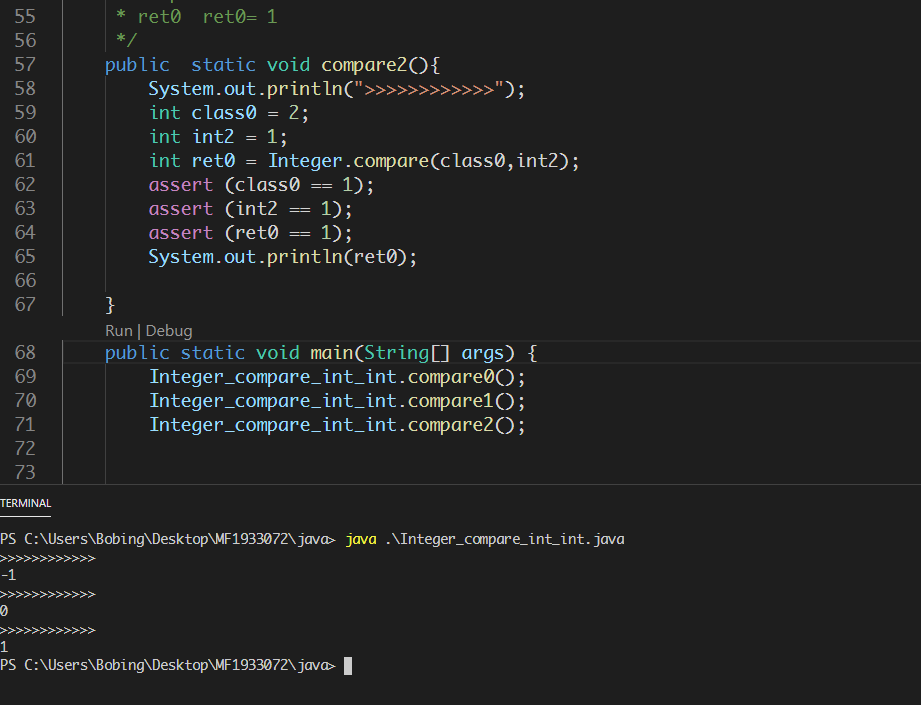 55 * ret0  ret0= 1
56 */
57 public  static void compare2(){
58 System.out.println(">>>>>>>>>>>>");
59 int class0 = 2;
60 int int2 = 1;
61 int ret0 = Integer.compare(class0,int2);
62 assert (class0 == 1);
63 assert (int2 == 1);
64 assert (ret0 == 1);
65 System.out.println(ret0);
66
67 }
Run | Debug
68 public static void main(String[] args) {
69 Integer_compare_int_int.compare0();
70 Integer_compare_int_int.compare1();
71 Integer_compare_int_int.compare2();
72
73
TERMINAL
PS C:\Users\Bobing\Desktop\MF1933072\java> java .\Integer_compare_int_int.java
>>>>>>>>>>>>
-1
>>>>>>>>>>>>
0
>>>>>>>>>>>>
1
PS C:\Users\Bobing\Desktop\MF1933072\java>